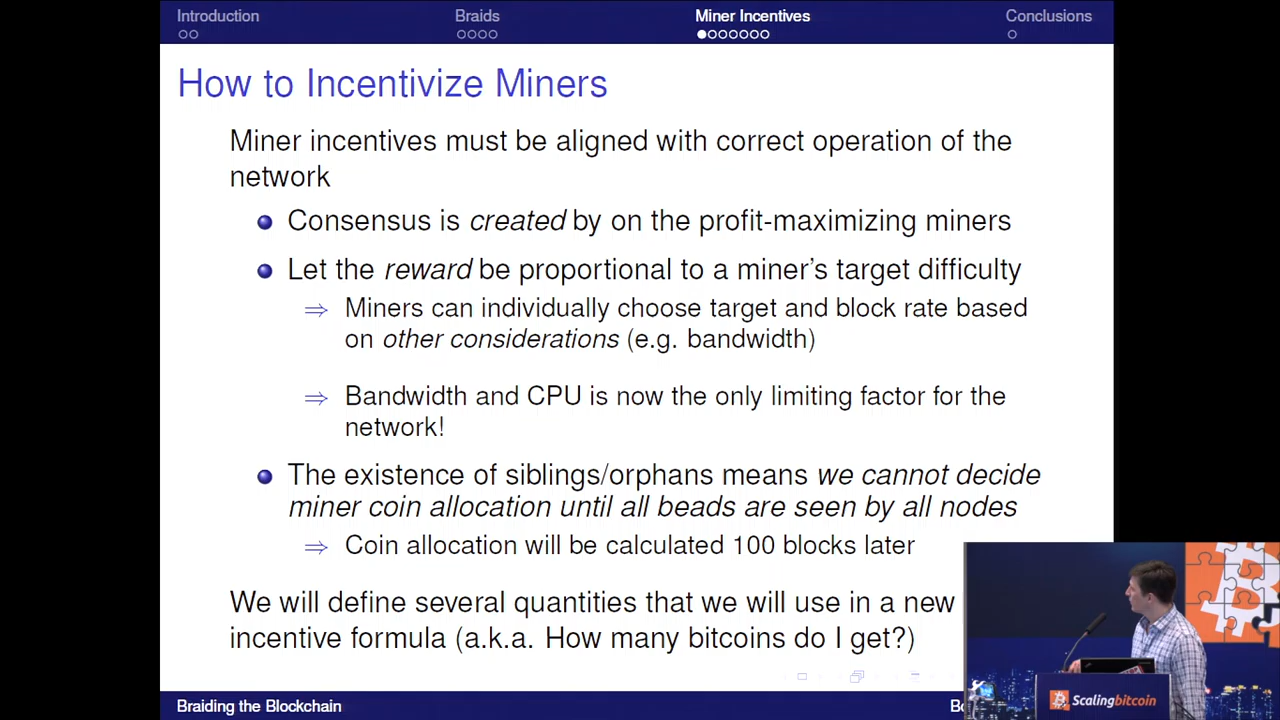 Introduction
Braids
Miner Incentives
Conclusions
How to Incentivize Miners
Miner incentives must be aligned with correct operation of the
network
Consensus is created by on the profit-maximizing miners
Let the reward be proportional to a miner's target difficulty
⇒ Miners can individually choose target and block rate based
on other considerations (e.g. bandwidth)
⇒ Bandwidth and CPU is now the only limiting factor for the
network!
The existence of siblings/orphans means we cannot decide
miner coin allocation until all beads are seen by all nodes
⇒ Coin allocation will be calculated 100 blocks later
We will define several quantities that we will use in a new
incentive formula (a.k.a. How many bitcoins do I get?)
Braiding the Blockchain
Scalingbitcoin